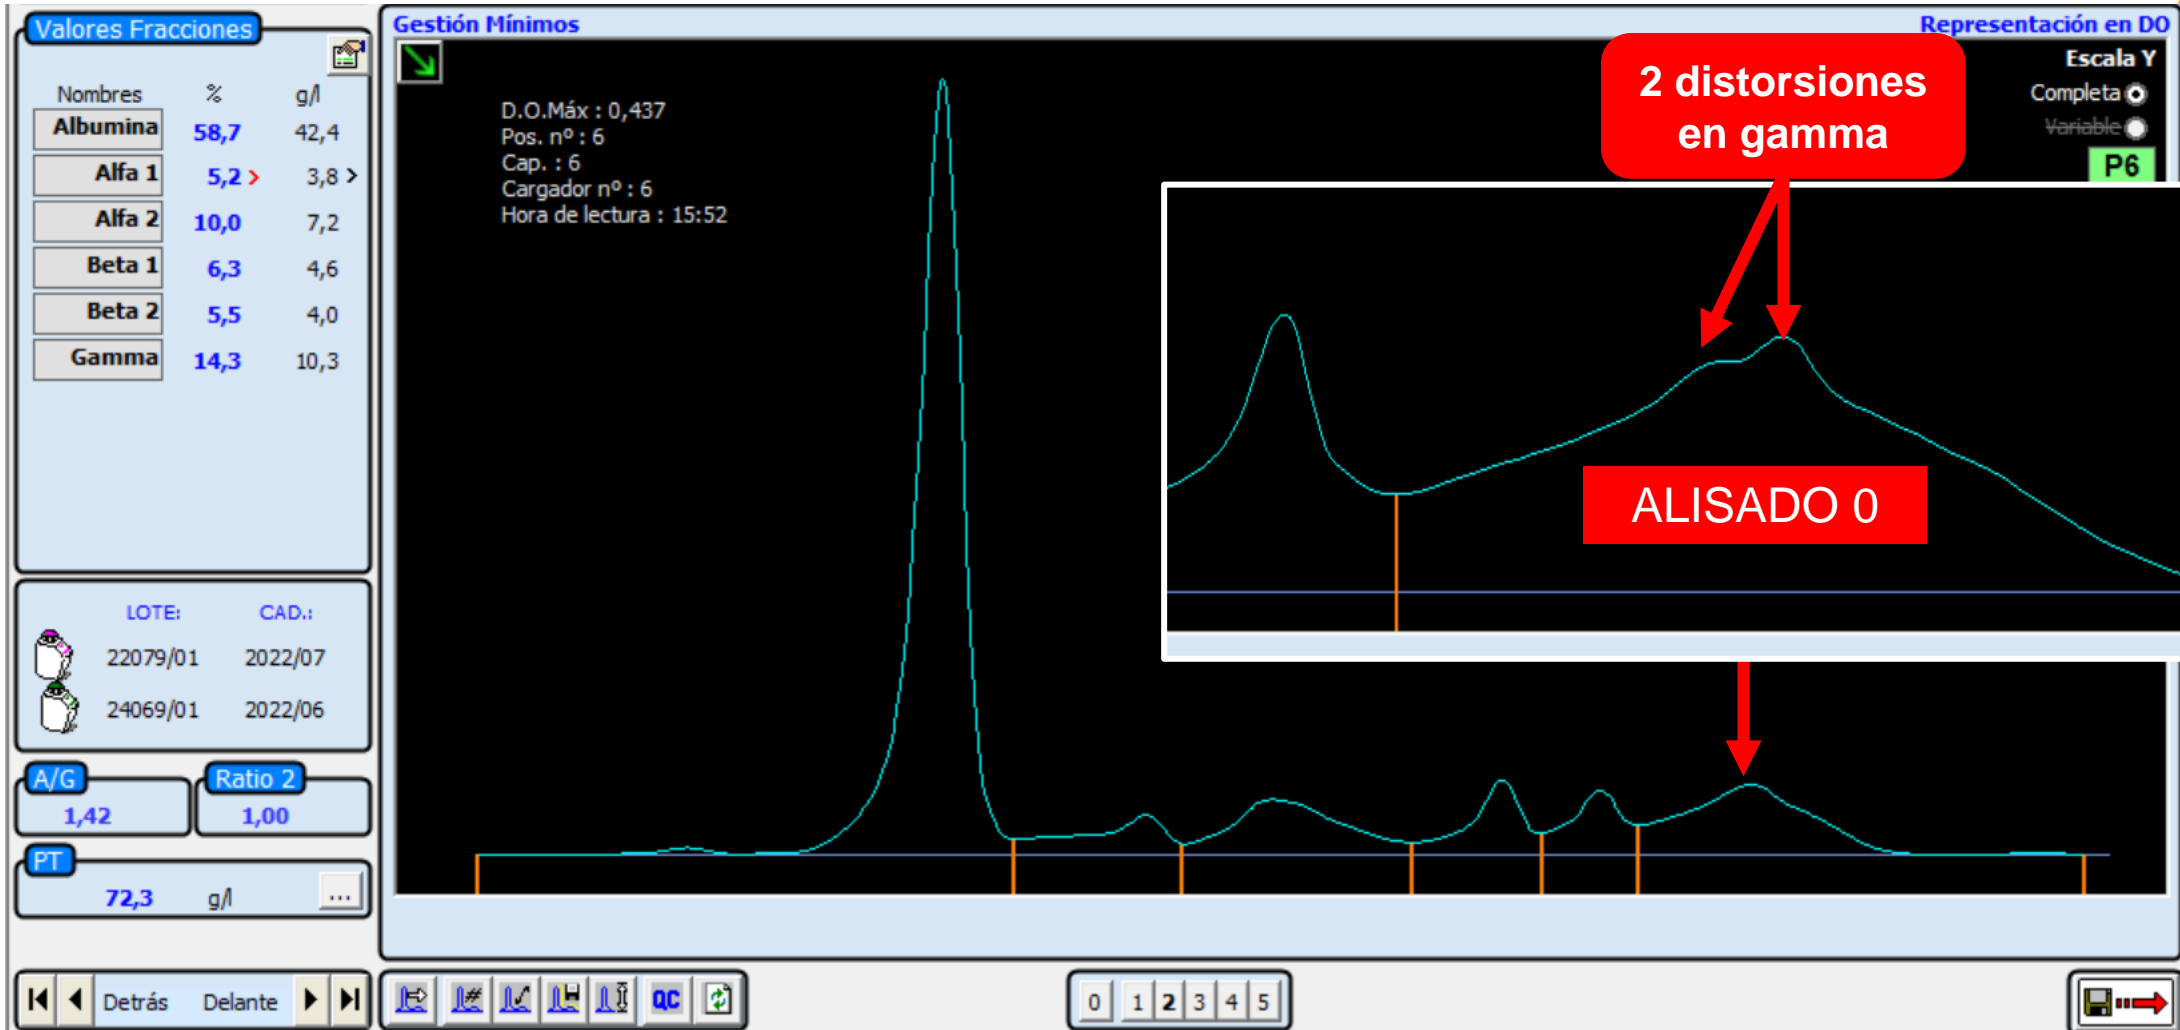 Valores Fracciones
Nombres % g/l
Albumina 58,7 42,4
Alfa 1 5,2 > 3,8 >
Alfa 2 10,0 7,2
Beta 1 6,3 4,6
Beta 2 5,5 4,0
Gamma 14,3 10,3
LOTE: CAD.:
22079/01 2022/07
24069/01 2022/06
A/G
1,42
Ratio 2
1,00
PT
72,3 g/l ...
Detrás Delante
Gestión Mínimos
Representación en DO
D.O.Máx : 0,437
Pos. nº : 6
Cap. : 6
Cargador nº : 6
Hora de lectura : 15:52
2 distorsiones
en gamma
Escala Y
Completa
Variable
P6
ALISADO 0
QC
0 1 2 3 4 5